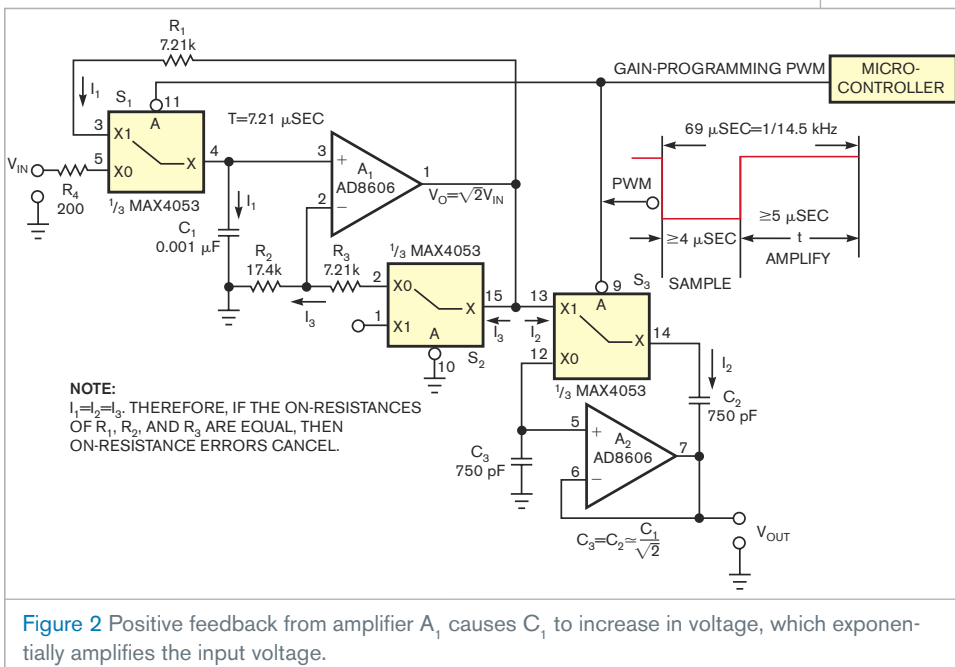 R1
7.21k
GAIN-PROGRAMMING PWM
MICRO-
CONTROLLER
I1
S1
11
A
3
X1
X
4
5
X0
VIN
R4
200
1/3 MAX4053
T=7.21 μSEC
3
+
A1
AD8606
1
2
−
VO=√2VIN
I1
C1
0.001 μF
69 μSEC=1/14.5 kHz
PWM
≥4 μSEC
≥5 μSEC
t
SAMPLE
AMPLIFY
R2
17.4k
R3
7.21k
I3
1/3 MAX4053
2
X0
X
15
1
X1
A
10
S2
I3
I2
13
X1
9
A
S3
X
14
12
X0
1/3 MAX4053
I2
C2
750 pF
NOTE:
I1=I2=I3. THEREFORE, IF THE ON-RESISTANCES
OF R1, R2, AND R3 ARE EQUAL, THEN
ON-RESISTANCE ERRORS CANCEL.
C3
750 pF
5
+
A2
AD8606
7
6
−
C3=C2≃C1/√2
VOUT
Figure 2 Positive feedback from amplifier A1 causes C1 to increase in voltage, which exponen-
tially amplifies the input voltage.